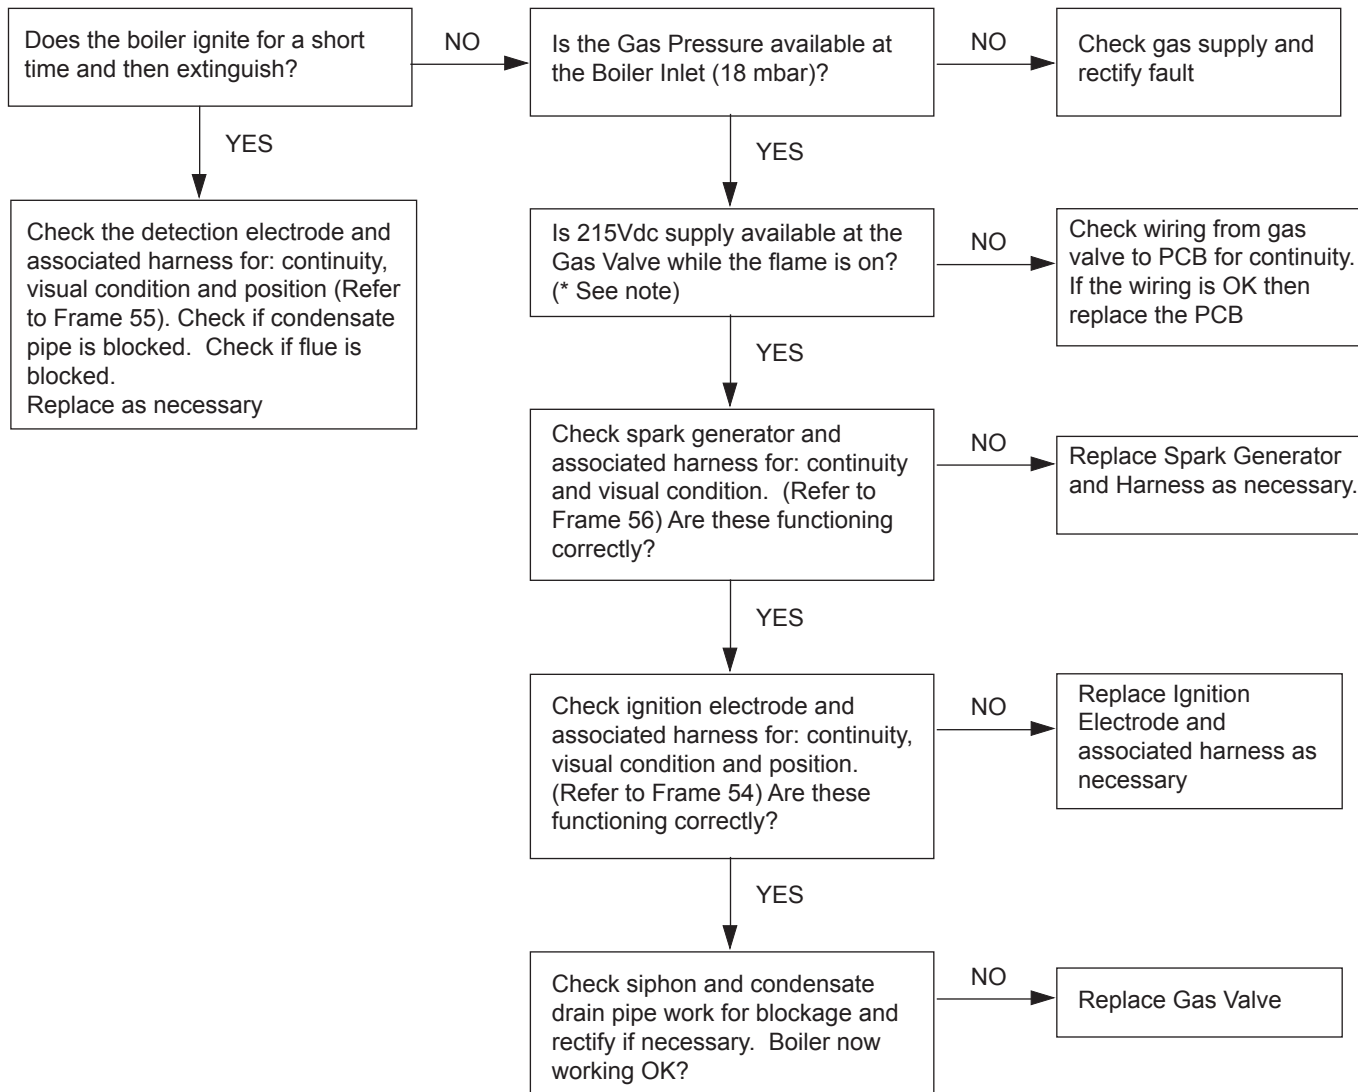 Does the boiler ignite for a short
time and then extinguish?
NO
Is the Gas Pressure available at
the Boiler Inlet (18 mbar)?
NO
Check gas supply and
rectify fault
YES
YES
Check the detection electrode and
associated harness for: continuity,
visual condition and position (Refer
to Frame 55). Check if condensate
pipe is blocked.  Check if flue is
blocked.
Replace as necessary
Is 215Vdc supply available at the
Gas Valve while the flame is on?
(* See note)
NO
Check wiring from gas
valve to PCB for continuity.
If the wiring is OK then
replace the PCB
YES
Check spark generator and
associated harness for: continuity
and visual condition.  (Refer to
Frame 56) Are these functioning
correctly?
NO
Replace Spark Generator
and Harness as necessary.
YES
Check ignition electrode and
associated harness for: continuity,
visual condition and position.
(Refer to Frame 54) Are these
functioning correctly?
NO
Replace Ignition
Electrode and
associated harness as
necessary
YES
Check siphon and condensate
drain pipe work for blockage and
rectify if necessary.  Boiler now
working OK?
NO
Replace Gas Valve